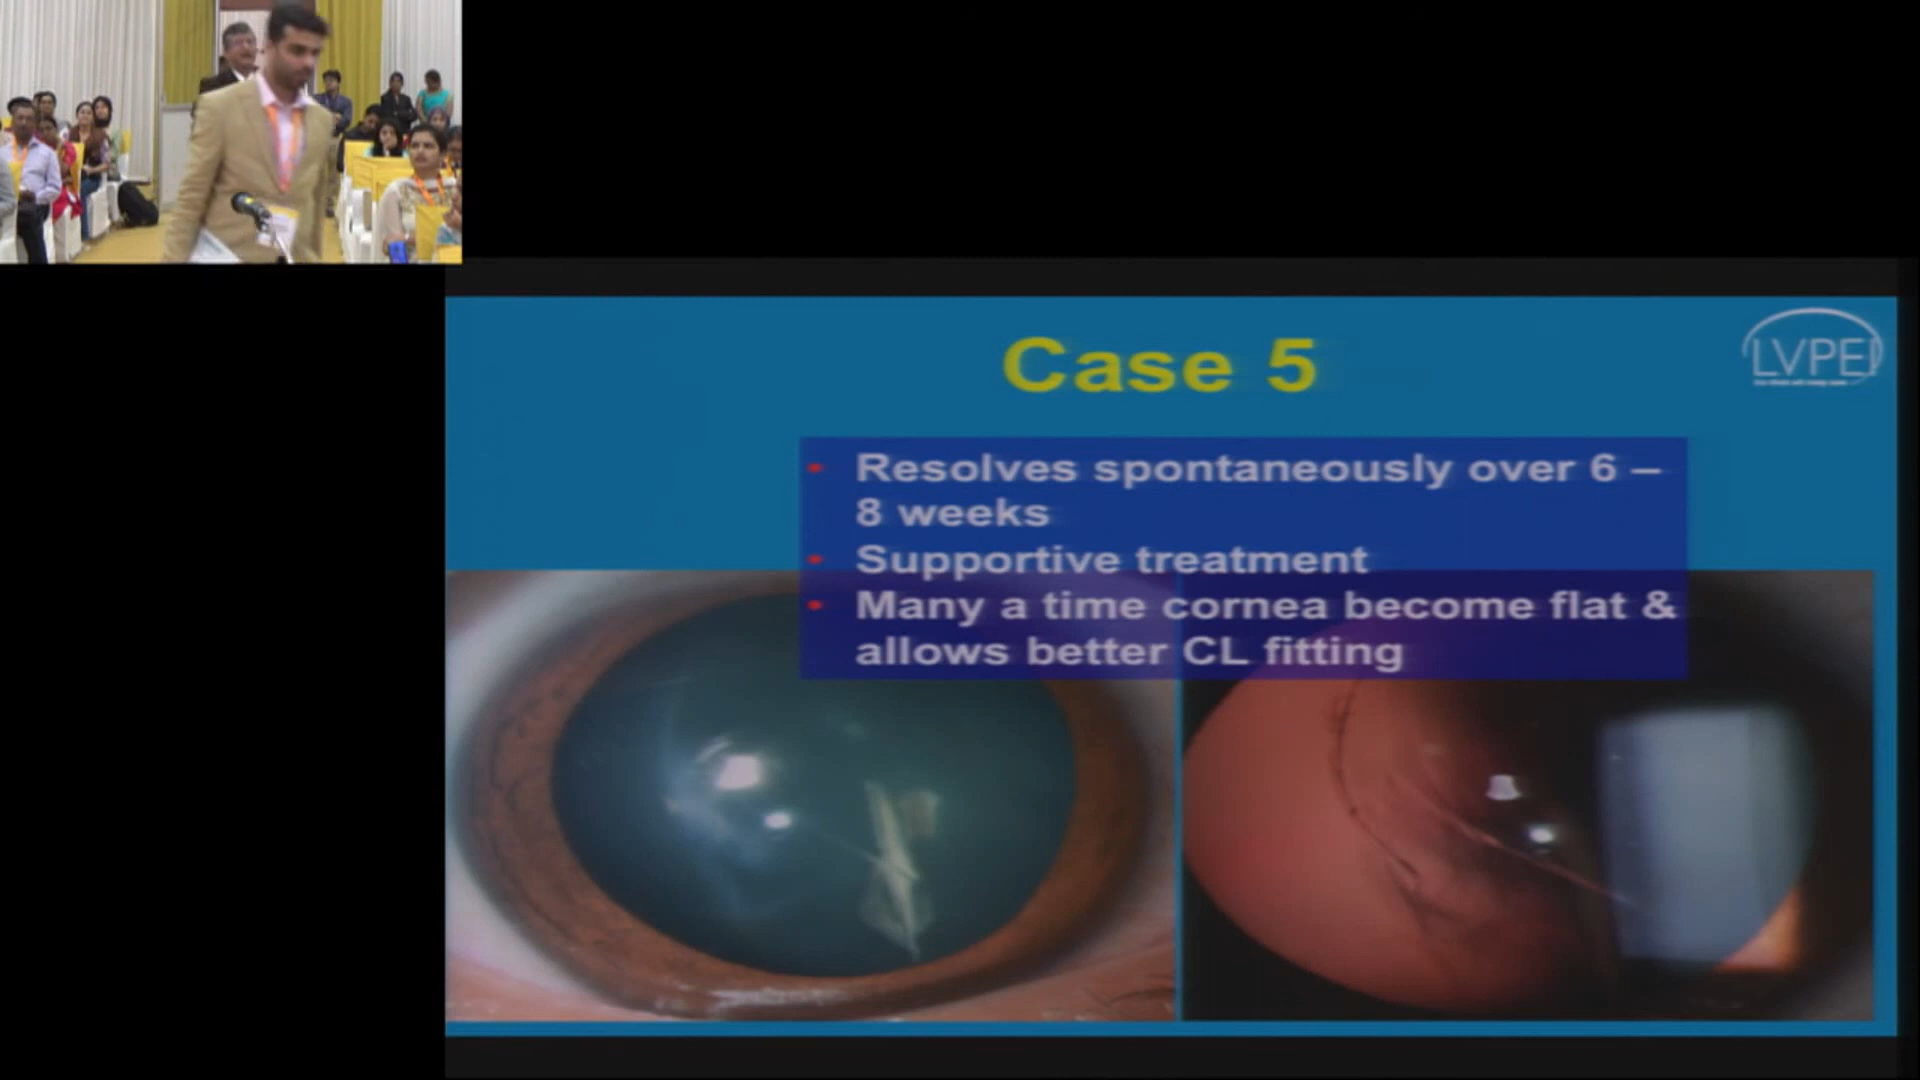 Case 5
LVPEI
• Resolves spontaneously over 6 –
8 weeks
• Supportive treatment
• Many a time cornea become flat &
allows better CL fitting